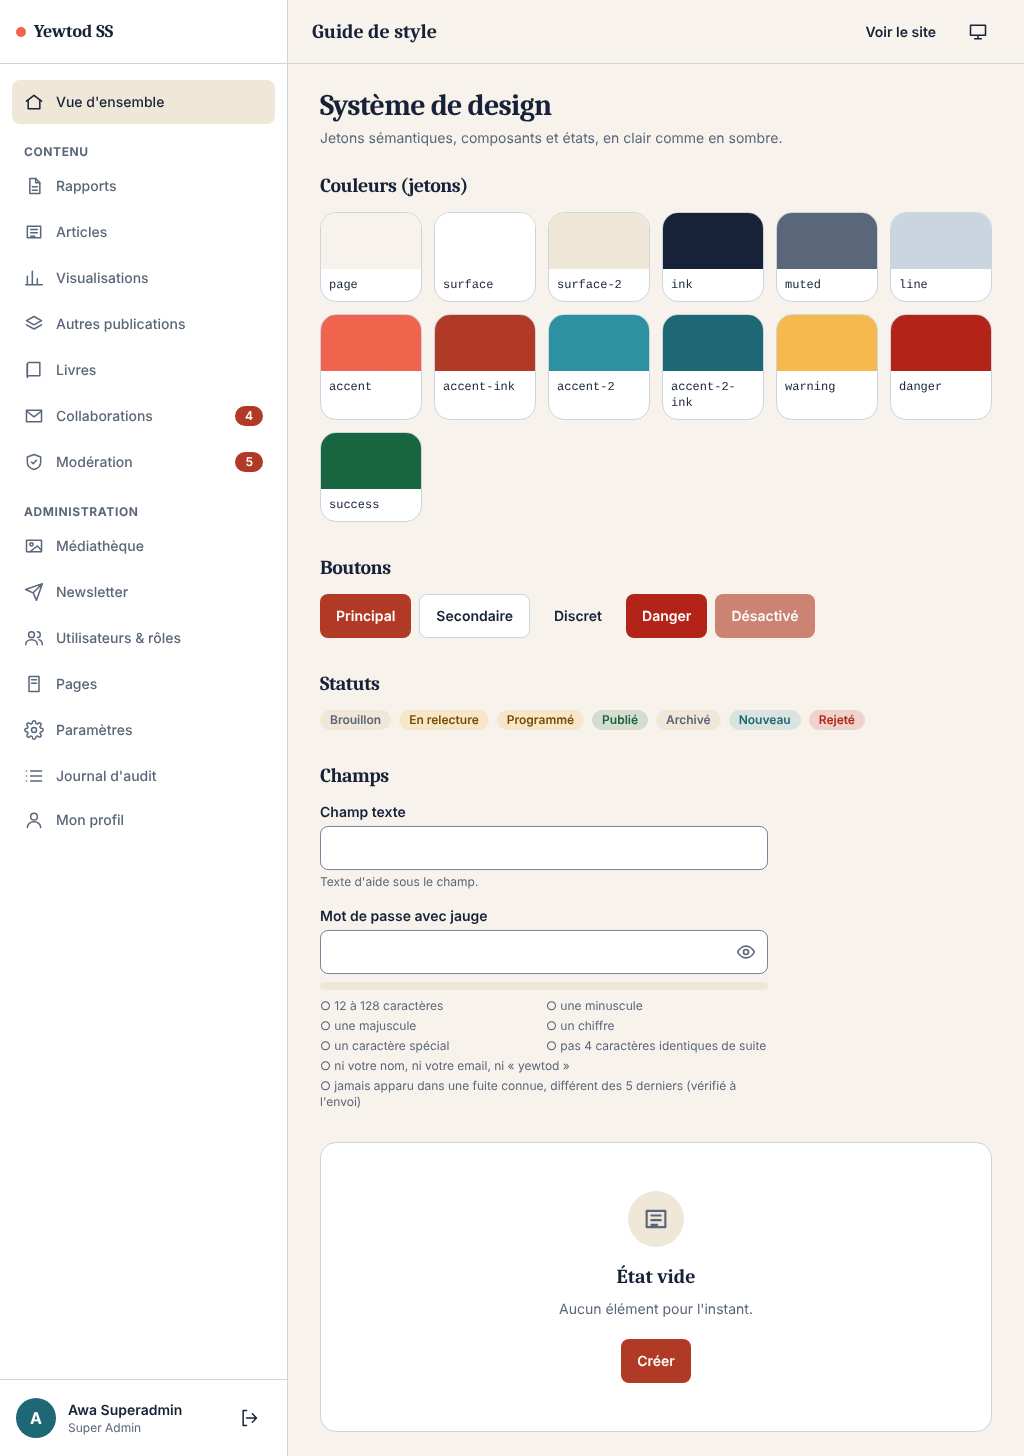 Yewtod SS
Guide de style
Voir le site
Vue d'ensemble
CONTENU
Rapports
Articles
Visualisations
Autres publications
Livres
Collaborations 4
Modération 5
ADMINISTRATION
Médiathèque
Newsletter
Utilisateurs & rôles
Pages
Paramètres
Journal d'audit
Mon profil
A
Awa Superadmin
Super Admin
Système de design
Jetons sémantiques, composants et états, en clair comme en sombre.
Couleurs (jetons)
page surface surface-2 ink muted line
accent accent-ink accent-2 accent-2-
ink
warning danger
success
Boutons
Principal Secondaire Discret Danger Désactivé
Statuts
Brouillon En relecture Programmé Publié Archivé Nouveau Rejeté
Champs
Champ texte
Texte d'aide sous le champ.
Mot de passe avec jauge
12 à 128 caractères une minuscule
une majuscule un chiffre
un caractère spécial pas 4 caractères identiques de suite
ni votre nom, ni votre email, ni « yewtod »
jamais apparu dans une fuite connue, différent des 5 derniers (vérifié à
l'envoi)
État vide
Aucun élément pour l'instant.
Créer